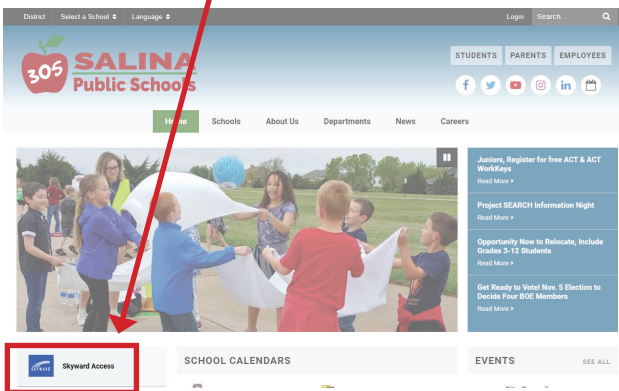 District Select a School Language Login Search...
305 SALINA
Public Schools
STUDENTS PARENTS EMPLOYEES
Home Schools About Us Departments News Careers
Juniors, Register for free ACT & ACT
WorkKeys
Read More
Project SEARCH Information Night
Read More
Opportunity Now to Relocate, Include
Grades 3-12 Students
Read More
Get Ready to Vote! Nov. 5 Election to
Decide Four BOE Members
Read More
Skyward Access
SCHOOL CALENDARS
EVENTS SEE ALL